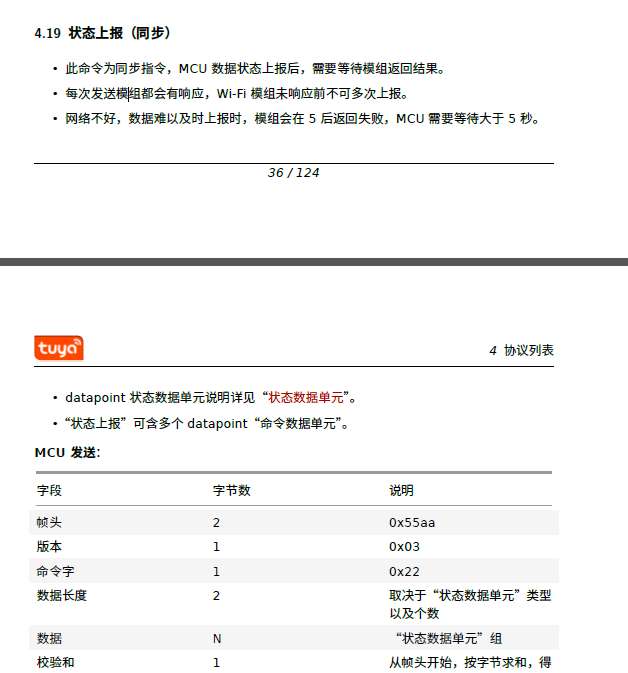 4.19 状态上报（同步）
• 此命令为同步指令，MCU 数据状态上报后，需要等待模组返回结果。
• 每次发送模组都会有响应，Wi-Fi 模组未响应前不可多次上报。
• 网络不好，数据难以及时上报时，模组会在 5 后返回失败，MCU 需要等待大于 5 秒。
36 / 124
tuya
4 协议列表
• datapoint 状态数据单元说明详见“状态数据单元”。
• “状态上报”可含多个 datapoint“命令数据单元”。
MCU 发送：
字段 字节数 说明
帧头 2 0x55aa
版本 1 0x03
命令字 1 0x22
数据长度 2 取决于“状态数据单元”类型
以及个数
数据 N “状态数据单元”组
校验和 1 从帧头开始，按字节求和，得